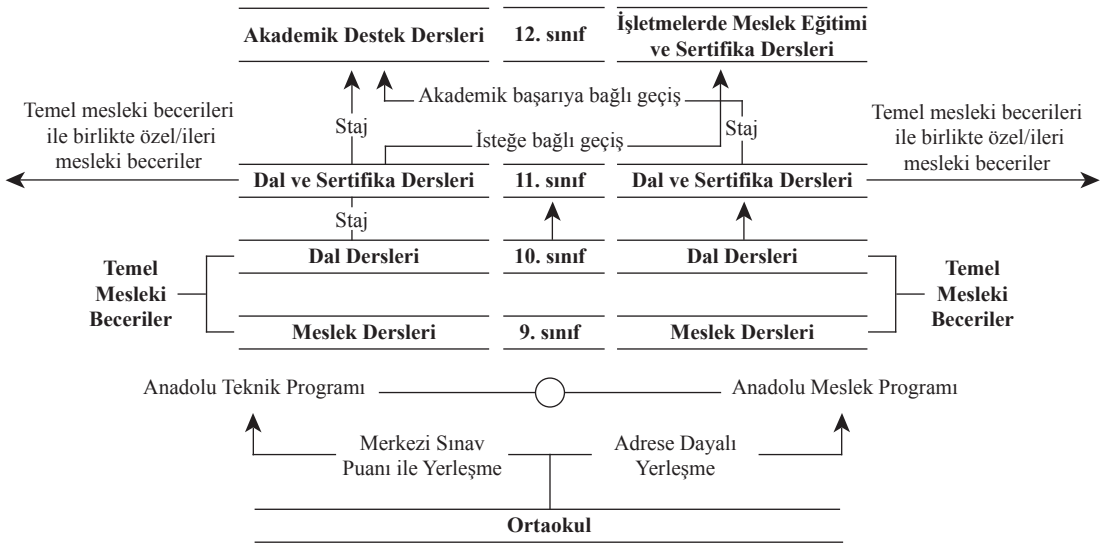 Akademik Destek Dersleri
12. sınıf
İşletmelerde Meslek Eğitimi
ve Sertifika Dersleri
Temel mesleki becerileri
ile birlikte özel/ileri
mesleki beceriler
Staj
Akademik başarıya bağlı geçiş
İsteğe bağlı geçiş
Staj
Temel mesleki becerileri
ile birlikte özel/ileri
mesleki beceriler
Dal ve Sertifika Dersleri
11. sınıf
Dal ve Sertifika Dersleri
Staj
Dal Dersleri
10. sınıf
Dal Dersleri
Temel
Mesleki
Beceriler
Temel
Mesleki
Beceriler
Meslek Dersleri
9. sınıf
Meslek Dersleri
Anadolu Teknik Programı
Anadolu Meslek Programı
Merkezi Sınav
Puanı ile Yerleşme
Adrese Dayalı
Yerleşme
Ortaokul